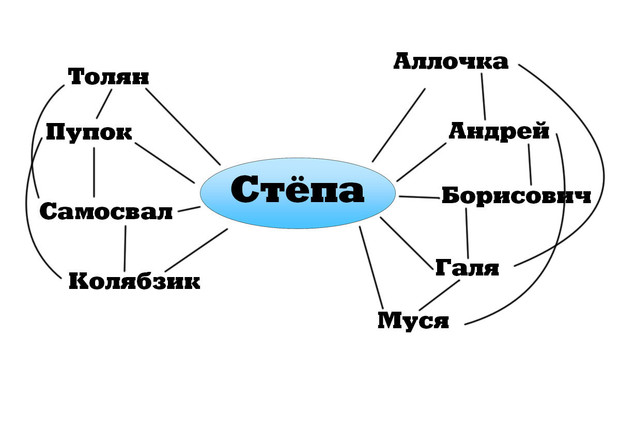 Толян
Пупок
Самосвал
Колябзик
Стёпа
Аллочка
Андрей
Борисович
Галя
Муся